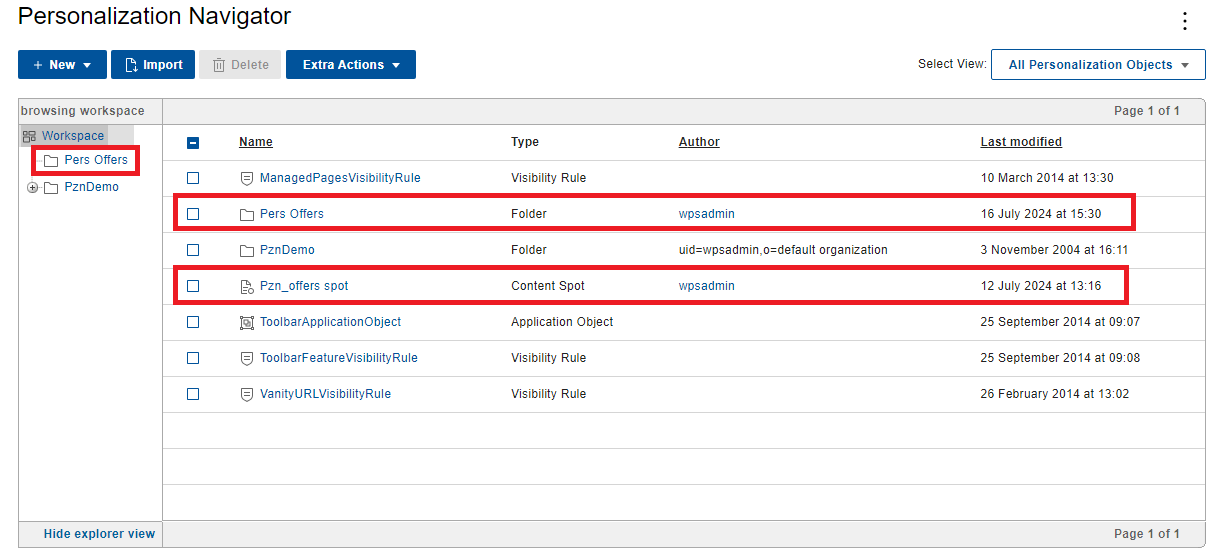 Personalization Navigator
New Import Delete Extra Actions Select View: All Personalization Objects
browsing workspace Page 1 of 1
Workspace
Pers Offers
PznDemo
Name Type Author Last modified
ManagedPagesVisibilityRule Visibility Rule 10 March 2014 at 13:30
Pers Offers Folder wpsadmin 16 July 2024 at 15:30
PznDemo Folder uid=wpsadmin,o=default organization 3 November 2004 at 16:11
Pzn_offers spot Content Spot wpsadmin 12 July 2024 at 13:16
ToolbarApplicationObject Application Object 25 September 2014 at 09:07
ToolbarFeatureVisibilityRule Visibility Rule 25 September 2014 at 09:08
VanityURLVisibilityRule Visibility Rule 26 February 2014 at 13:02
Hide explorer view Page 1 of 1